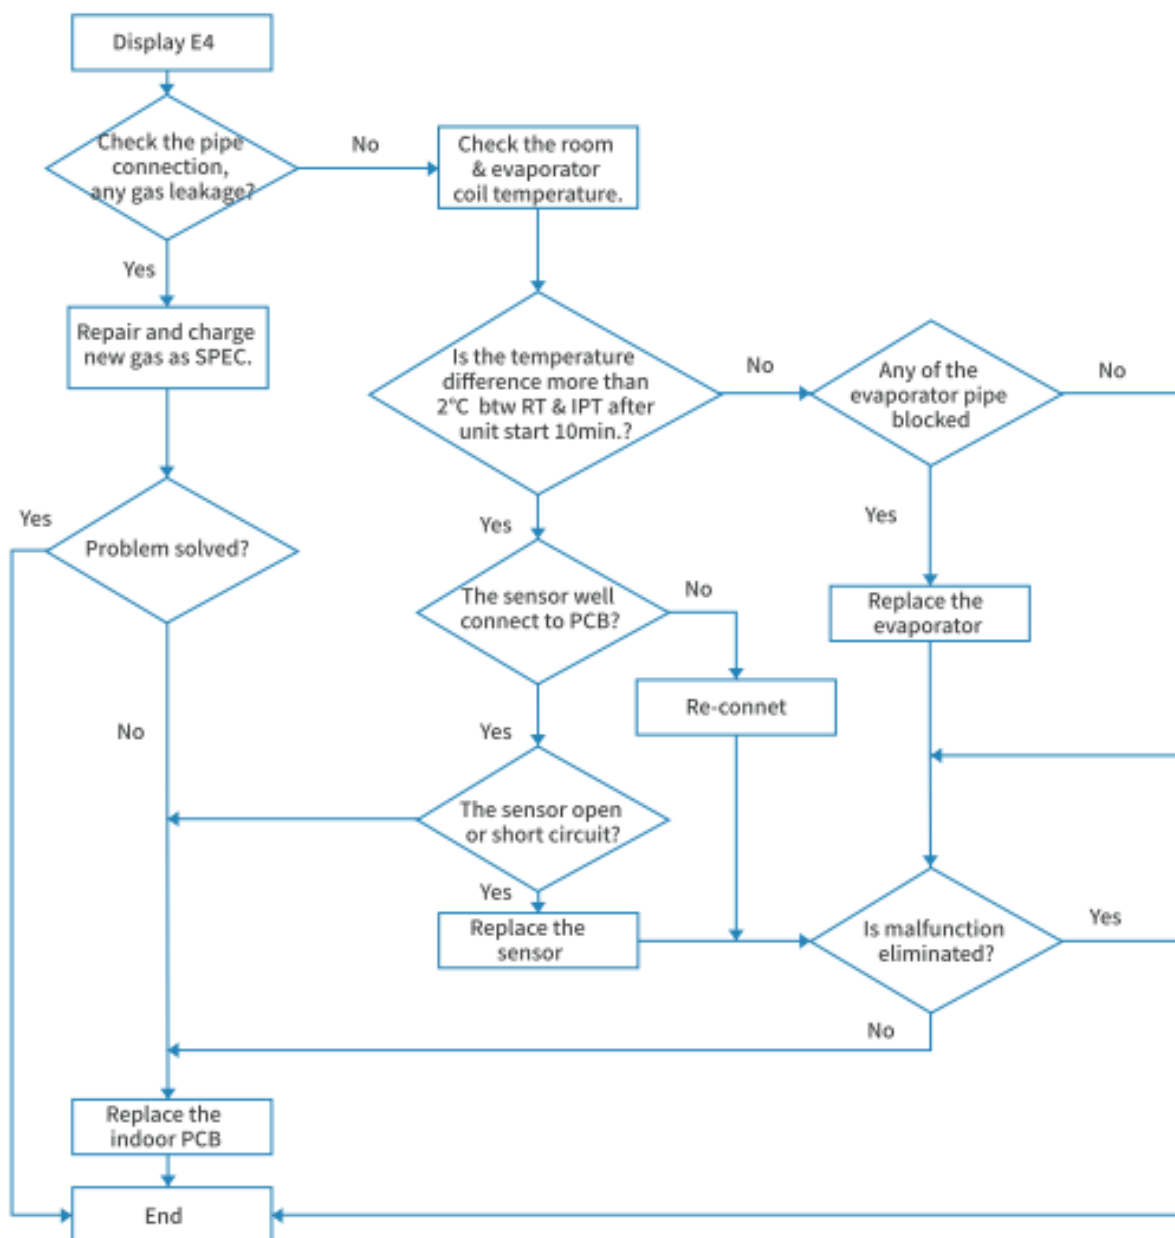 Display E4
Check the pipe
connection,
any gas leakage?
No
Check the room
& evaporator
coil temperature.
Yes
Repair and charge
new gas as SPEC.
Is the temperature
difference more than
2°C btw RT & IPT after
unit start 10min.?
No
Any of the
evaporator pipe
blocked
No
Yes
Problem solved?
Yes
The sensor well
connect to PCB?
No
Yes
Replace the
evaporator
Re-connet
No
Yes
The sensor open
or short circuit?
Yes
Replace the
sensor
Is malfunction
eliminated?
Yes
No
Replace the
indoor PCB
End